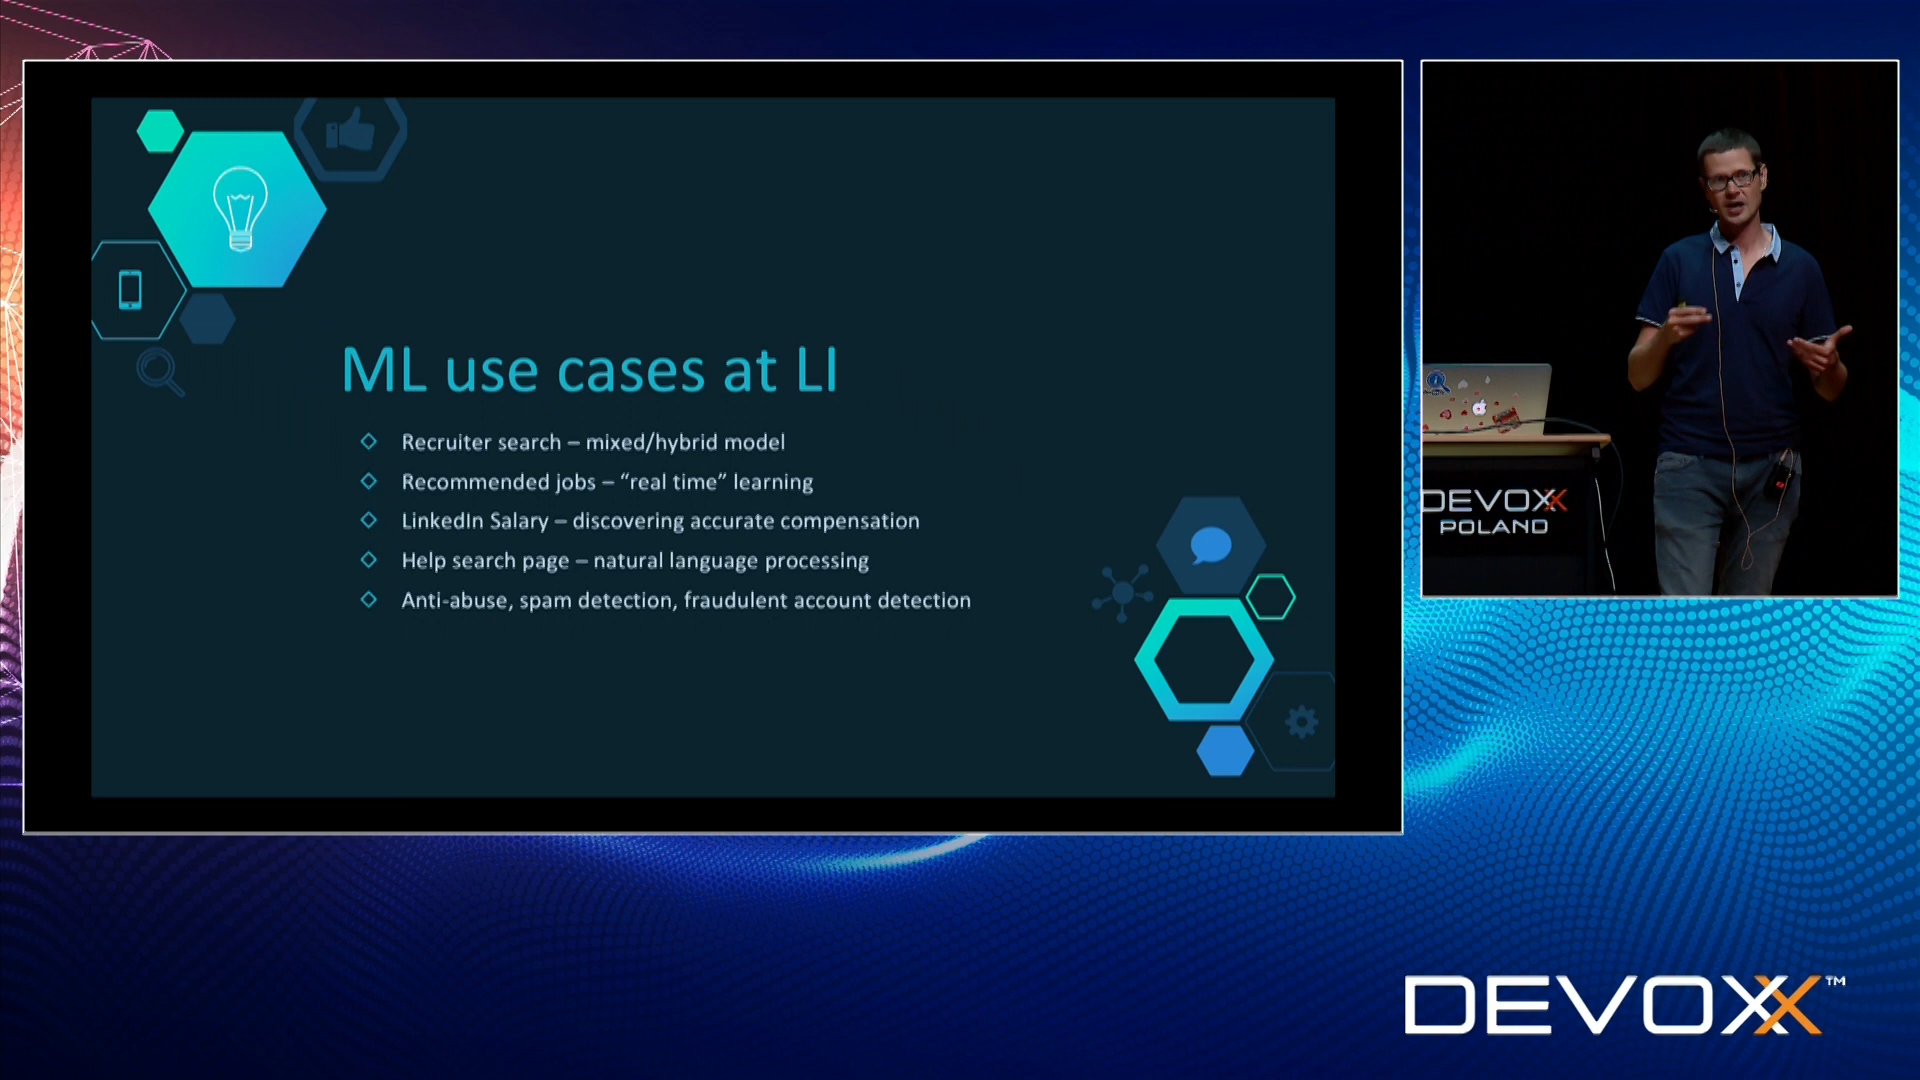 ML use cases at LI
Recruiter search – mixed/hybrid model
Recommended jobs – “real time” learning
LinkedIn Salary – discovering accurate compensation
Help search page – natural language processing
Anti-abuse, spam detection, fraudulent account detection
DEVOXX
POLAND
DEVOXX™